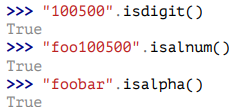 >>> "100500".isdigit()
True
>>> "foo100500".isalnum()
True
>>> "foobar".isalpha()
True